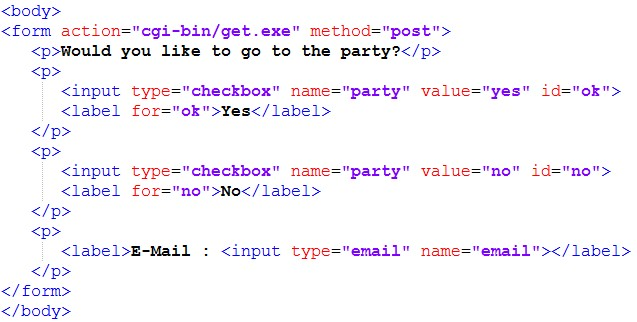 <body>
<form action="cgi-bin/get.exe" method="post">
<p>Would you like to go to the party?</p>
<p>
<input type="checkbox" name="party" value="yes" id="ok">
<label for="ok">Yes</label>
</p>
<p>
<input type="checkbox" name="party" value="no" id="no">
<label for="no">No</label>
</p>
<p>
<label>E-Mail : <input type="email" name="email"></label>
</p>
</form>
</body>